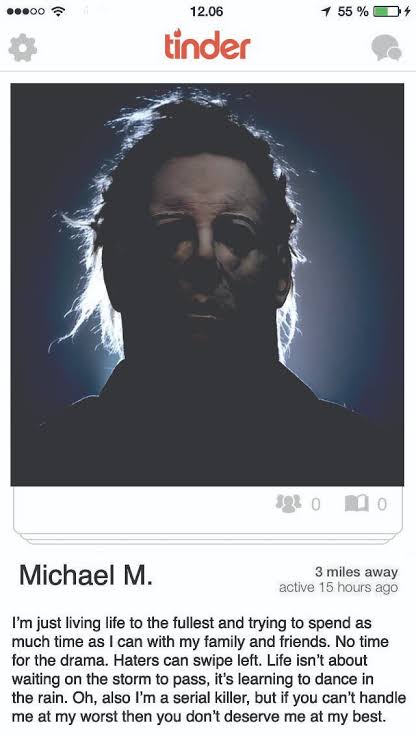 12.06
55 %
tinder
0
0
Michael M.
3 miles away
active 15 hours ago
I'm just living life to the fullest and trying to spend as
much time as I can with my family and friends. No time
for the drama. Haters can swipe left. Life isn't about
waiting on the storm to pass, it's learning to dance in
the rain. Oh, also I'm a serial killer, but if you can't handle
me at my worst then you don't deserve me at my best.